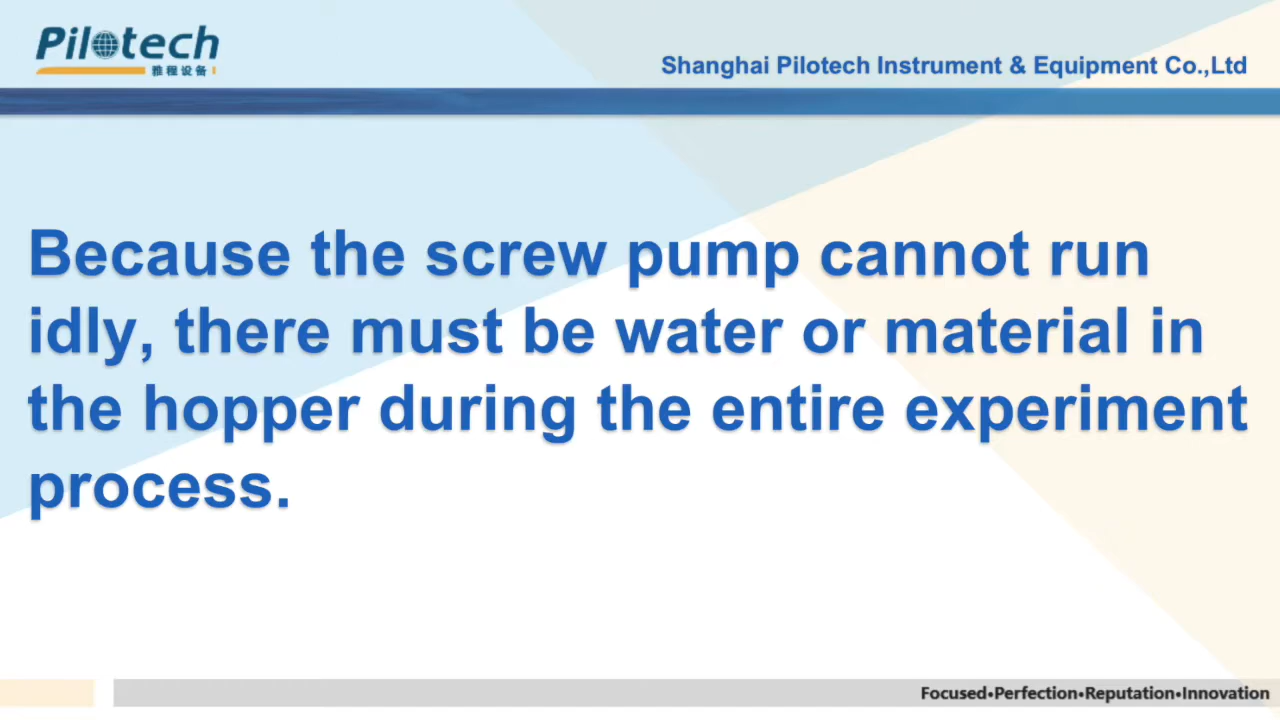 Pilotech
雅程设备
Shanghai Pilotech Instrument & Equipment Co.,Ltd
Because the screw pump cannot run
idly, there must be water or material in
the hopper during the entire experiment
process.
Focused•Perfection•Reputation•Innovation